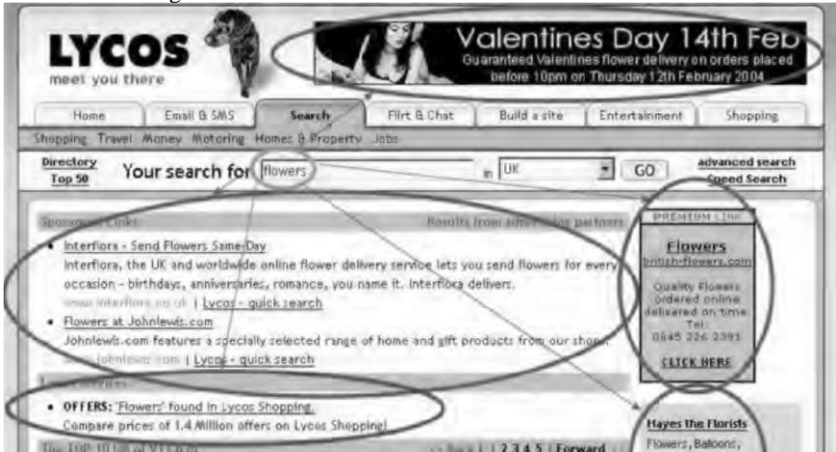 LYCOS
meet you there
Valentines Day 14th Feb
Guaranteed Valentines flower delivery on orders placed
before 10pm on Thursday 12th February 2004
Home Email & SMS Search Flirt & Chat Build a site Entertainment Shopping
Shopping Travel Money Motoring Homes & Property Jobs
Directory
Top 50
Your search for flowers in UK GO
advanced search
Speed Search
Sponsored Links Results from advertising partners
• Interflora - Send Flowers Same-Day
Interflora, the UK and worldwide online flower delivery service lets you send flowers for every
occasion - birthdays, anniversaries, romance, you name it. Interflora delivers.
www.interflora.co.uk | Lycos - quick search
• Flowers at Johnlewis.com
Johnlewis.com features a specially selected range of home and gift products from our shops.
www.johnlewis.com | Lycos - quick search
• OFFERS: 'Flowers' found in Lycos Shopping.
Compare prices of 1.4 Million offers on Lycos Shopping!
The TOP 10 UK of
1 2 3 4 5 | Forward
PREMIUM LINK
Flowers
british-flowers.com
Quality Flowers
ordered online
delivered on time
Tel:
0845 226 2391
CLICK HERE
Hayes the Florists
Flowers, Baloons,